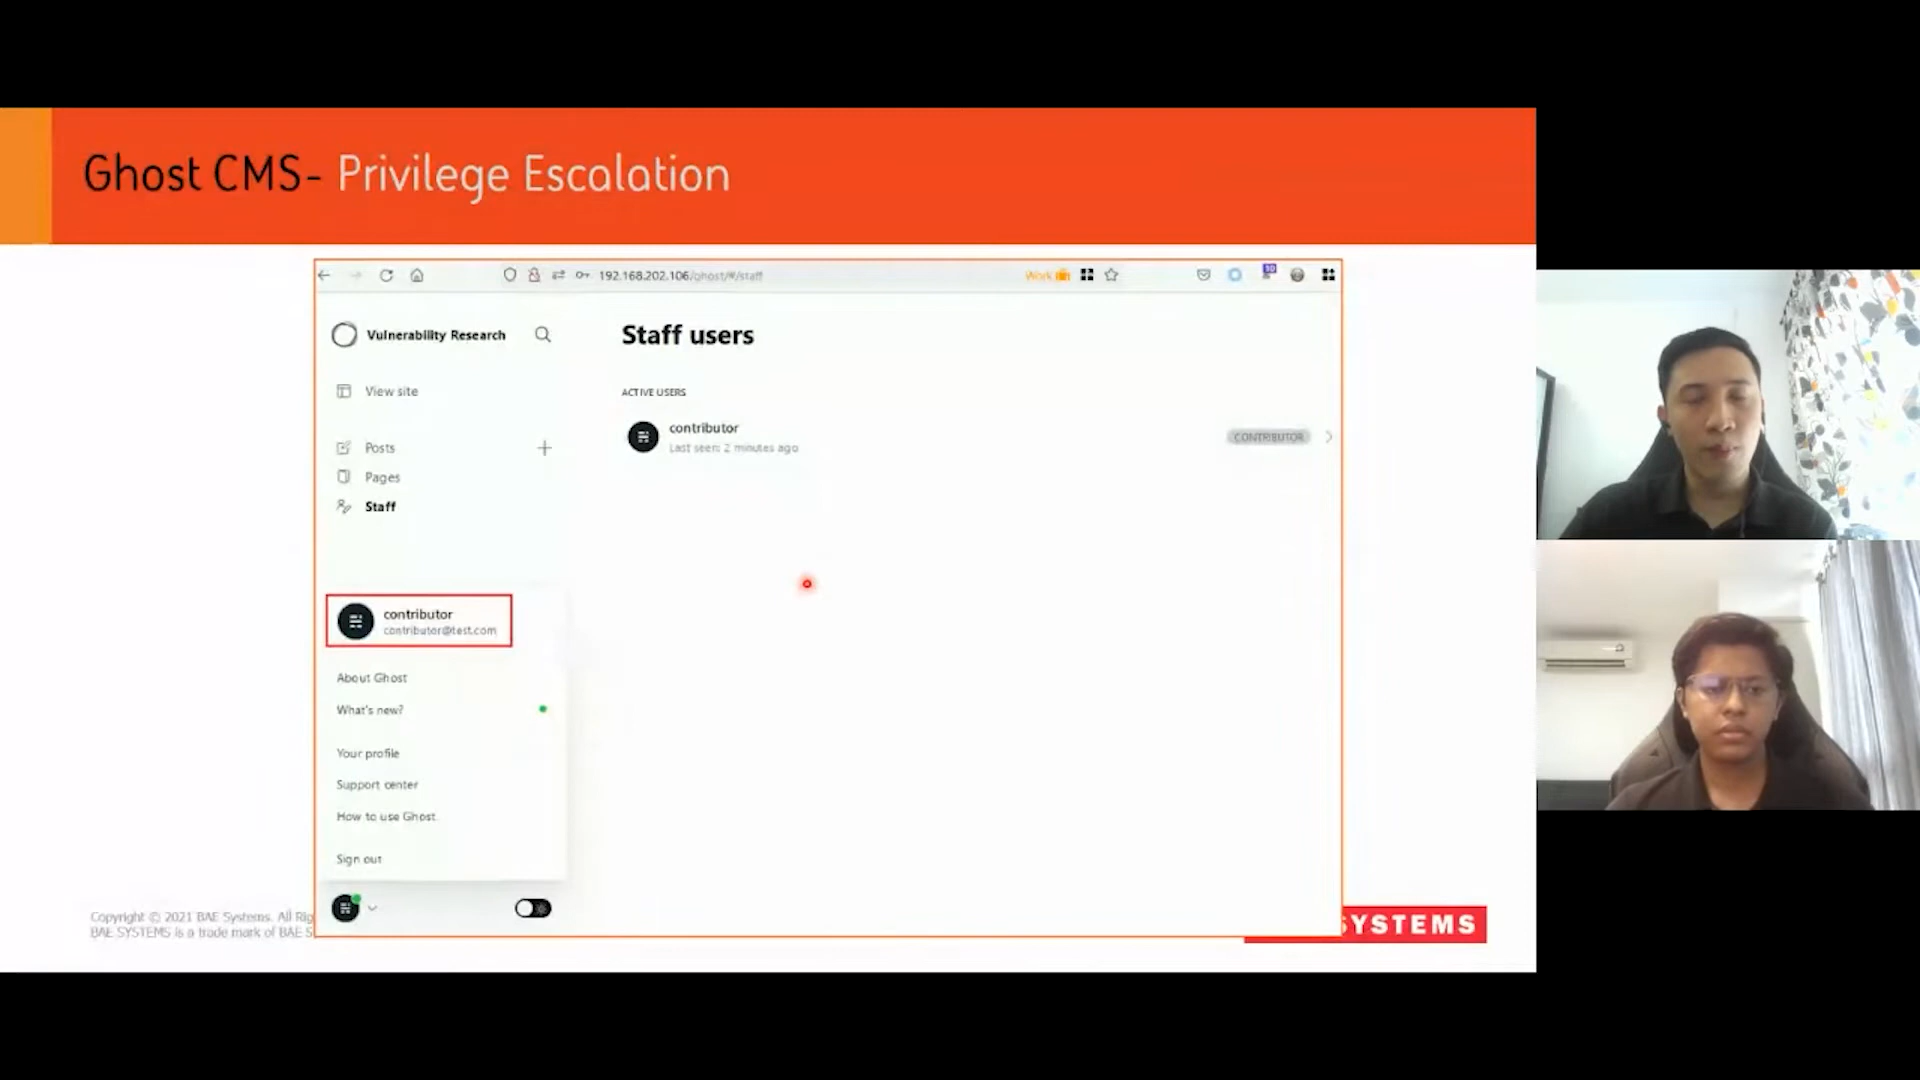 Ghost CMS- Privilege Escalation
192.168.202.106/ghost/#/staff
Work
10
Vulnerability Research
Staff users
View site
ACTIVE USERS
contributor
Last seen: 2 minutes ago
CONTRIBUTOR
Posts
Pages
Staff
contributor
contributor@test.com
About Ghost
What's new?
Your profile
Support center
How to use Ghost
Sign out
Copyright © 2021 BAE Systems. All Rig
BAE SYSTEMS is a trade mark of BAE S
SYSTEMS